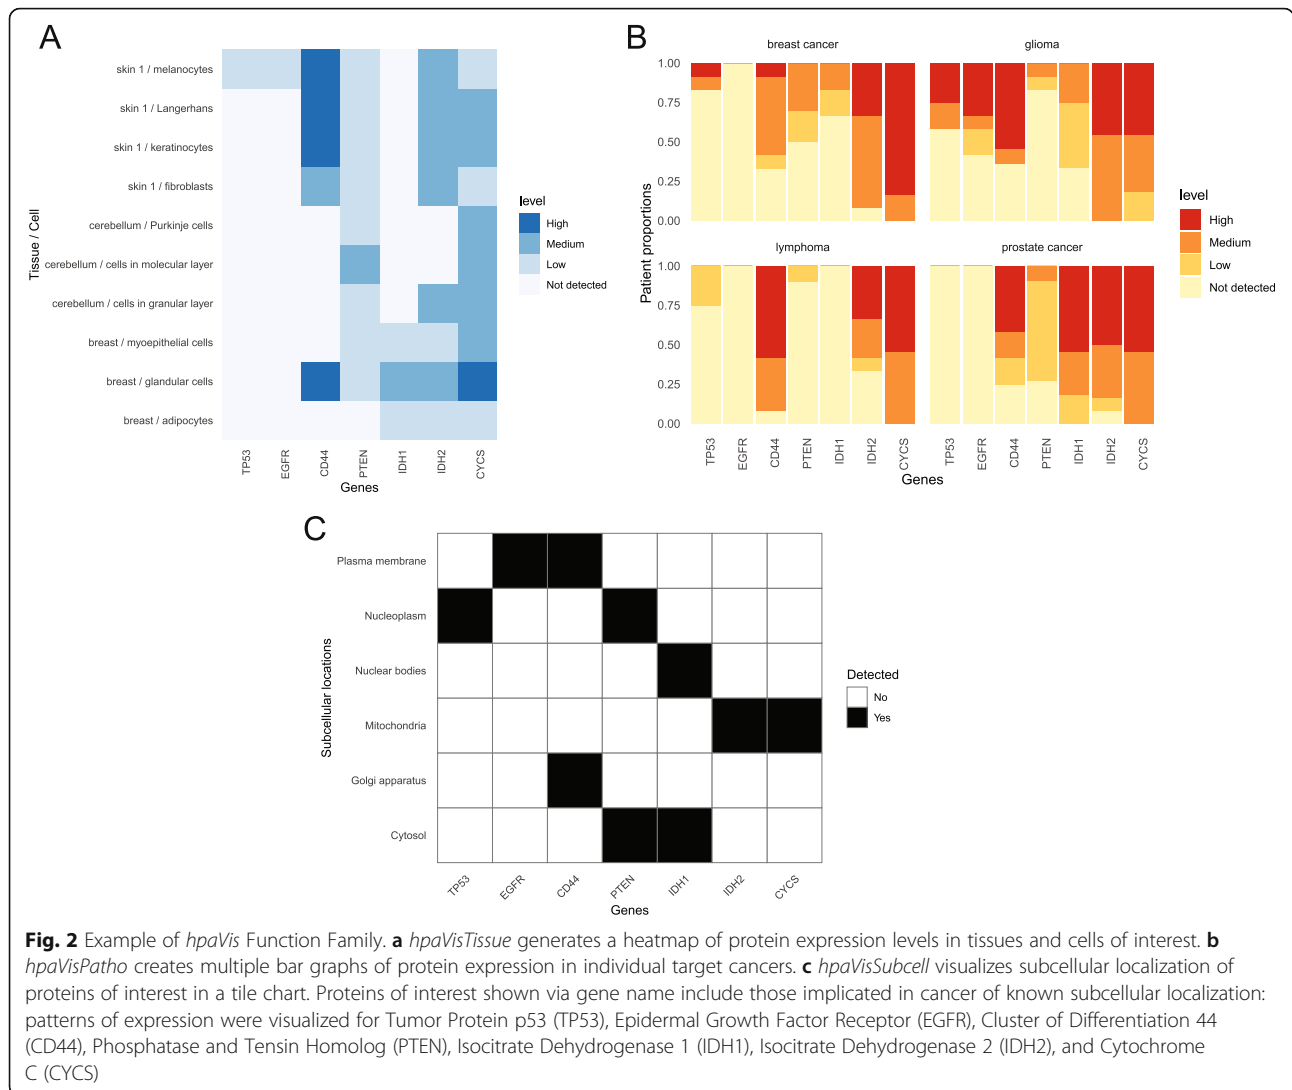 A
Tissue / Cell
skin 1 / melanocytes
skin 1 / Langerhans
skin 1 / keratinocytes
skin 1 / fibroblasts
cerebellum / Purkinje cells
cerebellum / cells in molecular layer
cerebellum / cells in granular layer
breast / myoepithelial cells
breast / glandular cells
breast / adipocytes
TP53 EGFR CD44 PTEN IDH1 IDH2 CYCS
Genes
level
High
Medium
Low
Not detected
B
Patient proportions
breast cancer glioma
1.00
0.75
0.50
0.25
0.00
lymphoma prostate cancer
1.00
0.75
0.50
0.25
0.00
TP53 EGFR CD44 PTEN IDH1 IDH2 CYCS TP53 EGFR CD44 PTEN IDH1 IDH2 CYCS
Genes
level
High
Medium
Low
Not detected
C
Subcellular locations
Plasma membrane
Nucleoplasm
Nuclear bodies
Mitochondria
Golgi apparatus
Cytosol
TP53 EGFR CD44 PTEN IDH1 IDH2 CYCS
Genes
Detected
No
Yes
Fig. 2 Example of hpaVis Function Family. a hpaVisTissue generates a heatmap of protein expression levels in tissues and cells of interest. b
hpaVisPatho creates multiple bar graphs of protein expression in individual target cancers. c hpaVisSubcell visualizes subcellular localization of
proteins of interest in a tile chart. Proteins of interest shown via gene name include those implicated in cancer of known subcellular localization:
patterns of expression were visualized for Tumor Protein p53 (TP53), Epidermal Growth Factor Receptor (EGFR), Cluster of Differentiation 44
(CD44), Phosphatase and Tensin Homolog (PTEN), Isocitrate Dehydrogenase 1 (IDH1), Isocitrate Dehydrogenase 2 (IDH2), and Cytochrome
C (CYCS)